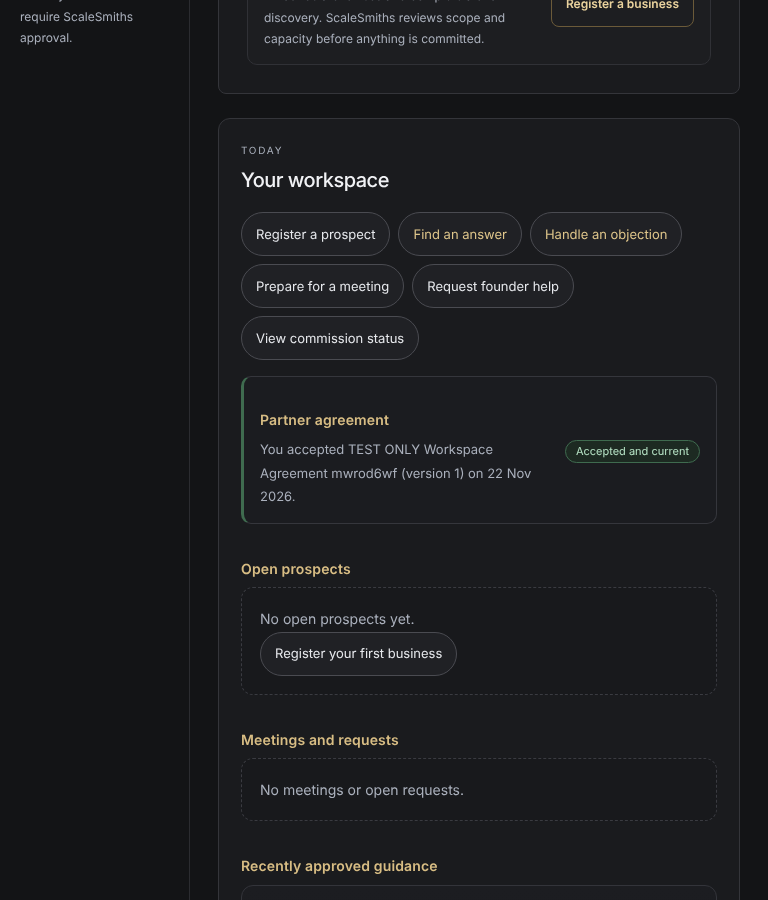 require ScaleSmiths
approval.
discovery. ScaleSmiths reviews scope and
capacity before anything is committed.
Register a business
TODAY
Your workspace
Register a prospect
Find an answer
Handle an objection
Prepare for a meeting
Request founder help
View commission status
Partner agreement
You accepted TEST ONLY Workspace
Agreement mwrod6wf (version 1) on 22 Nov
2026.
Accepted and current
Open prospects
No open prospects yet.
Register your first business
Meetings and requests
No meetings or open requests.
Recently approved guidance